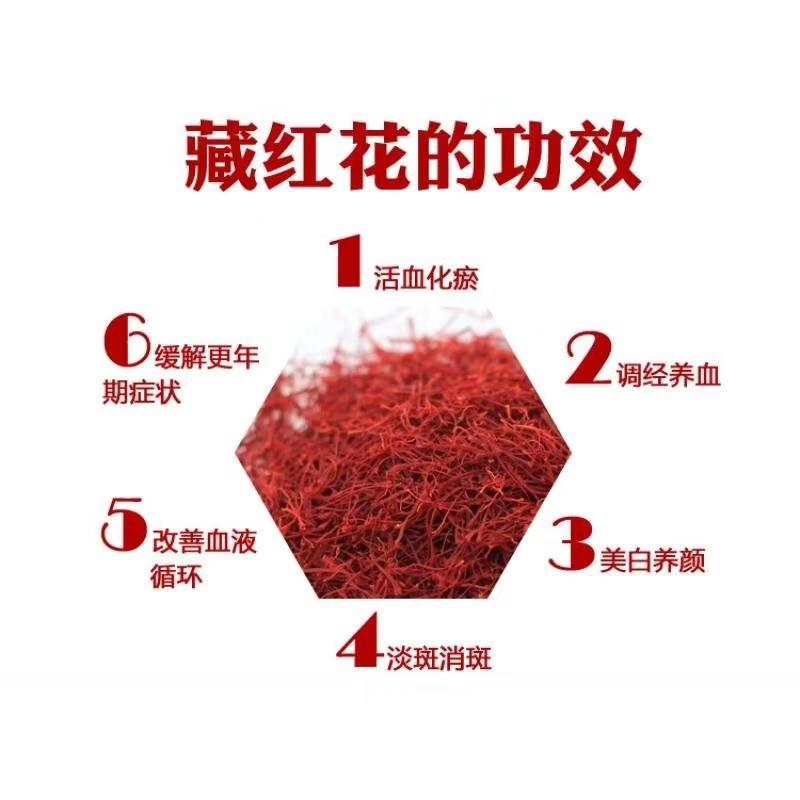 藏红花的功效
1 活血化瘀
2 调经养血
3 美白养颜
4 淡斑消斑
5 改善血液
循环
6 缓解更年
期症状